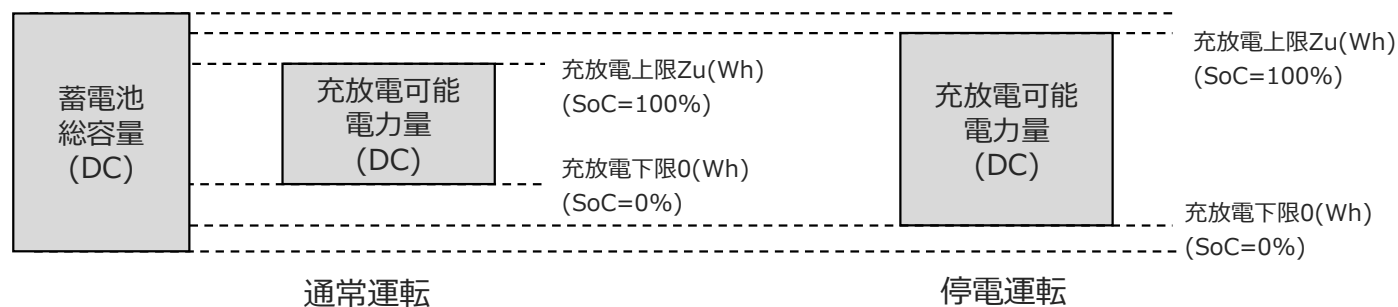 蓄電池
総容量
(DC)
充放電可能
電力量
(DC)
充放電上限Zu(Wh)
(SoC=100%)
充放電下限0(Wh)
(SoC=0%)
通常運転
充放電可能
電力量
(DC)
充放電上限Zu(Wh)
(SoC=100%)
充放電下限0(Wh)
(SoC=0%)
停電運転